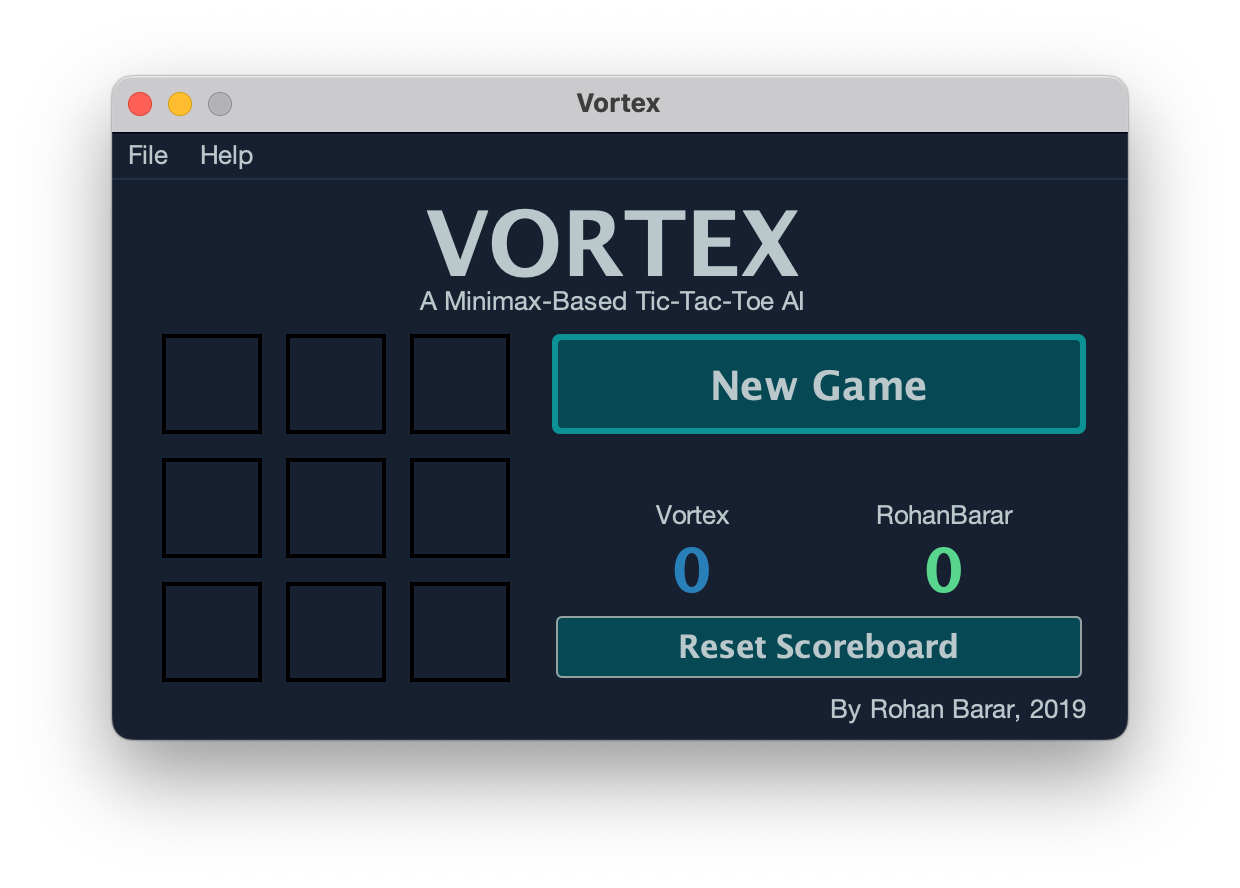 Vortex
File Help
VORTEX
A Minimax-Based Tic-Tac-Toe AI
New Game
Vortex RohanBarar
0 0
Reset Scoreboard
By Rohan Barar, 2019